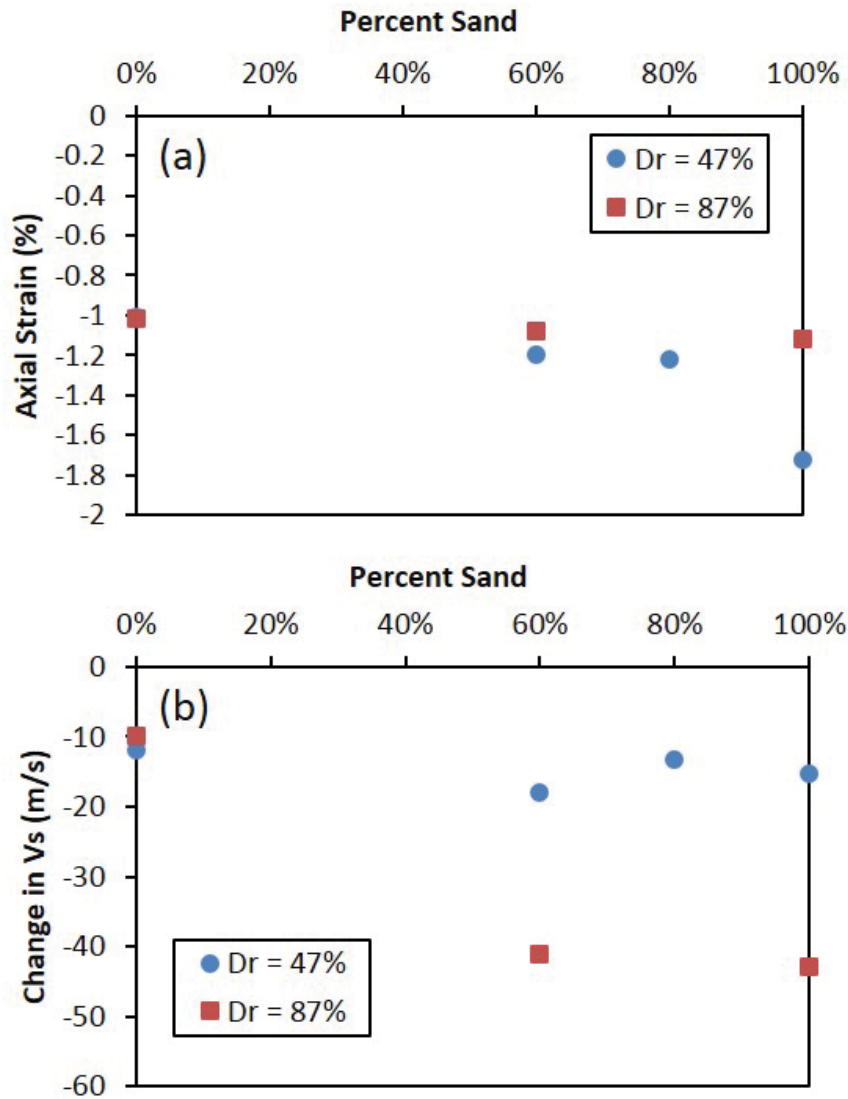 Percent Sand
0% 20% 40% 60% 80% 100%
0
(a)
Dr = 47%
-0.2
-0.4
Dr = 87%
-0.6
-0.8
-1
-1.2
-1.4
-1.6
-1.8
-2
Axial Strain (%)
Percent Sand
0% 20% 40% 60% 80% 100%
0
(b)
-10
-20
-30
-40
Dr = 47%
Dr = 87%
-50
-60
Change in Vs (m/s)